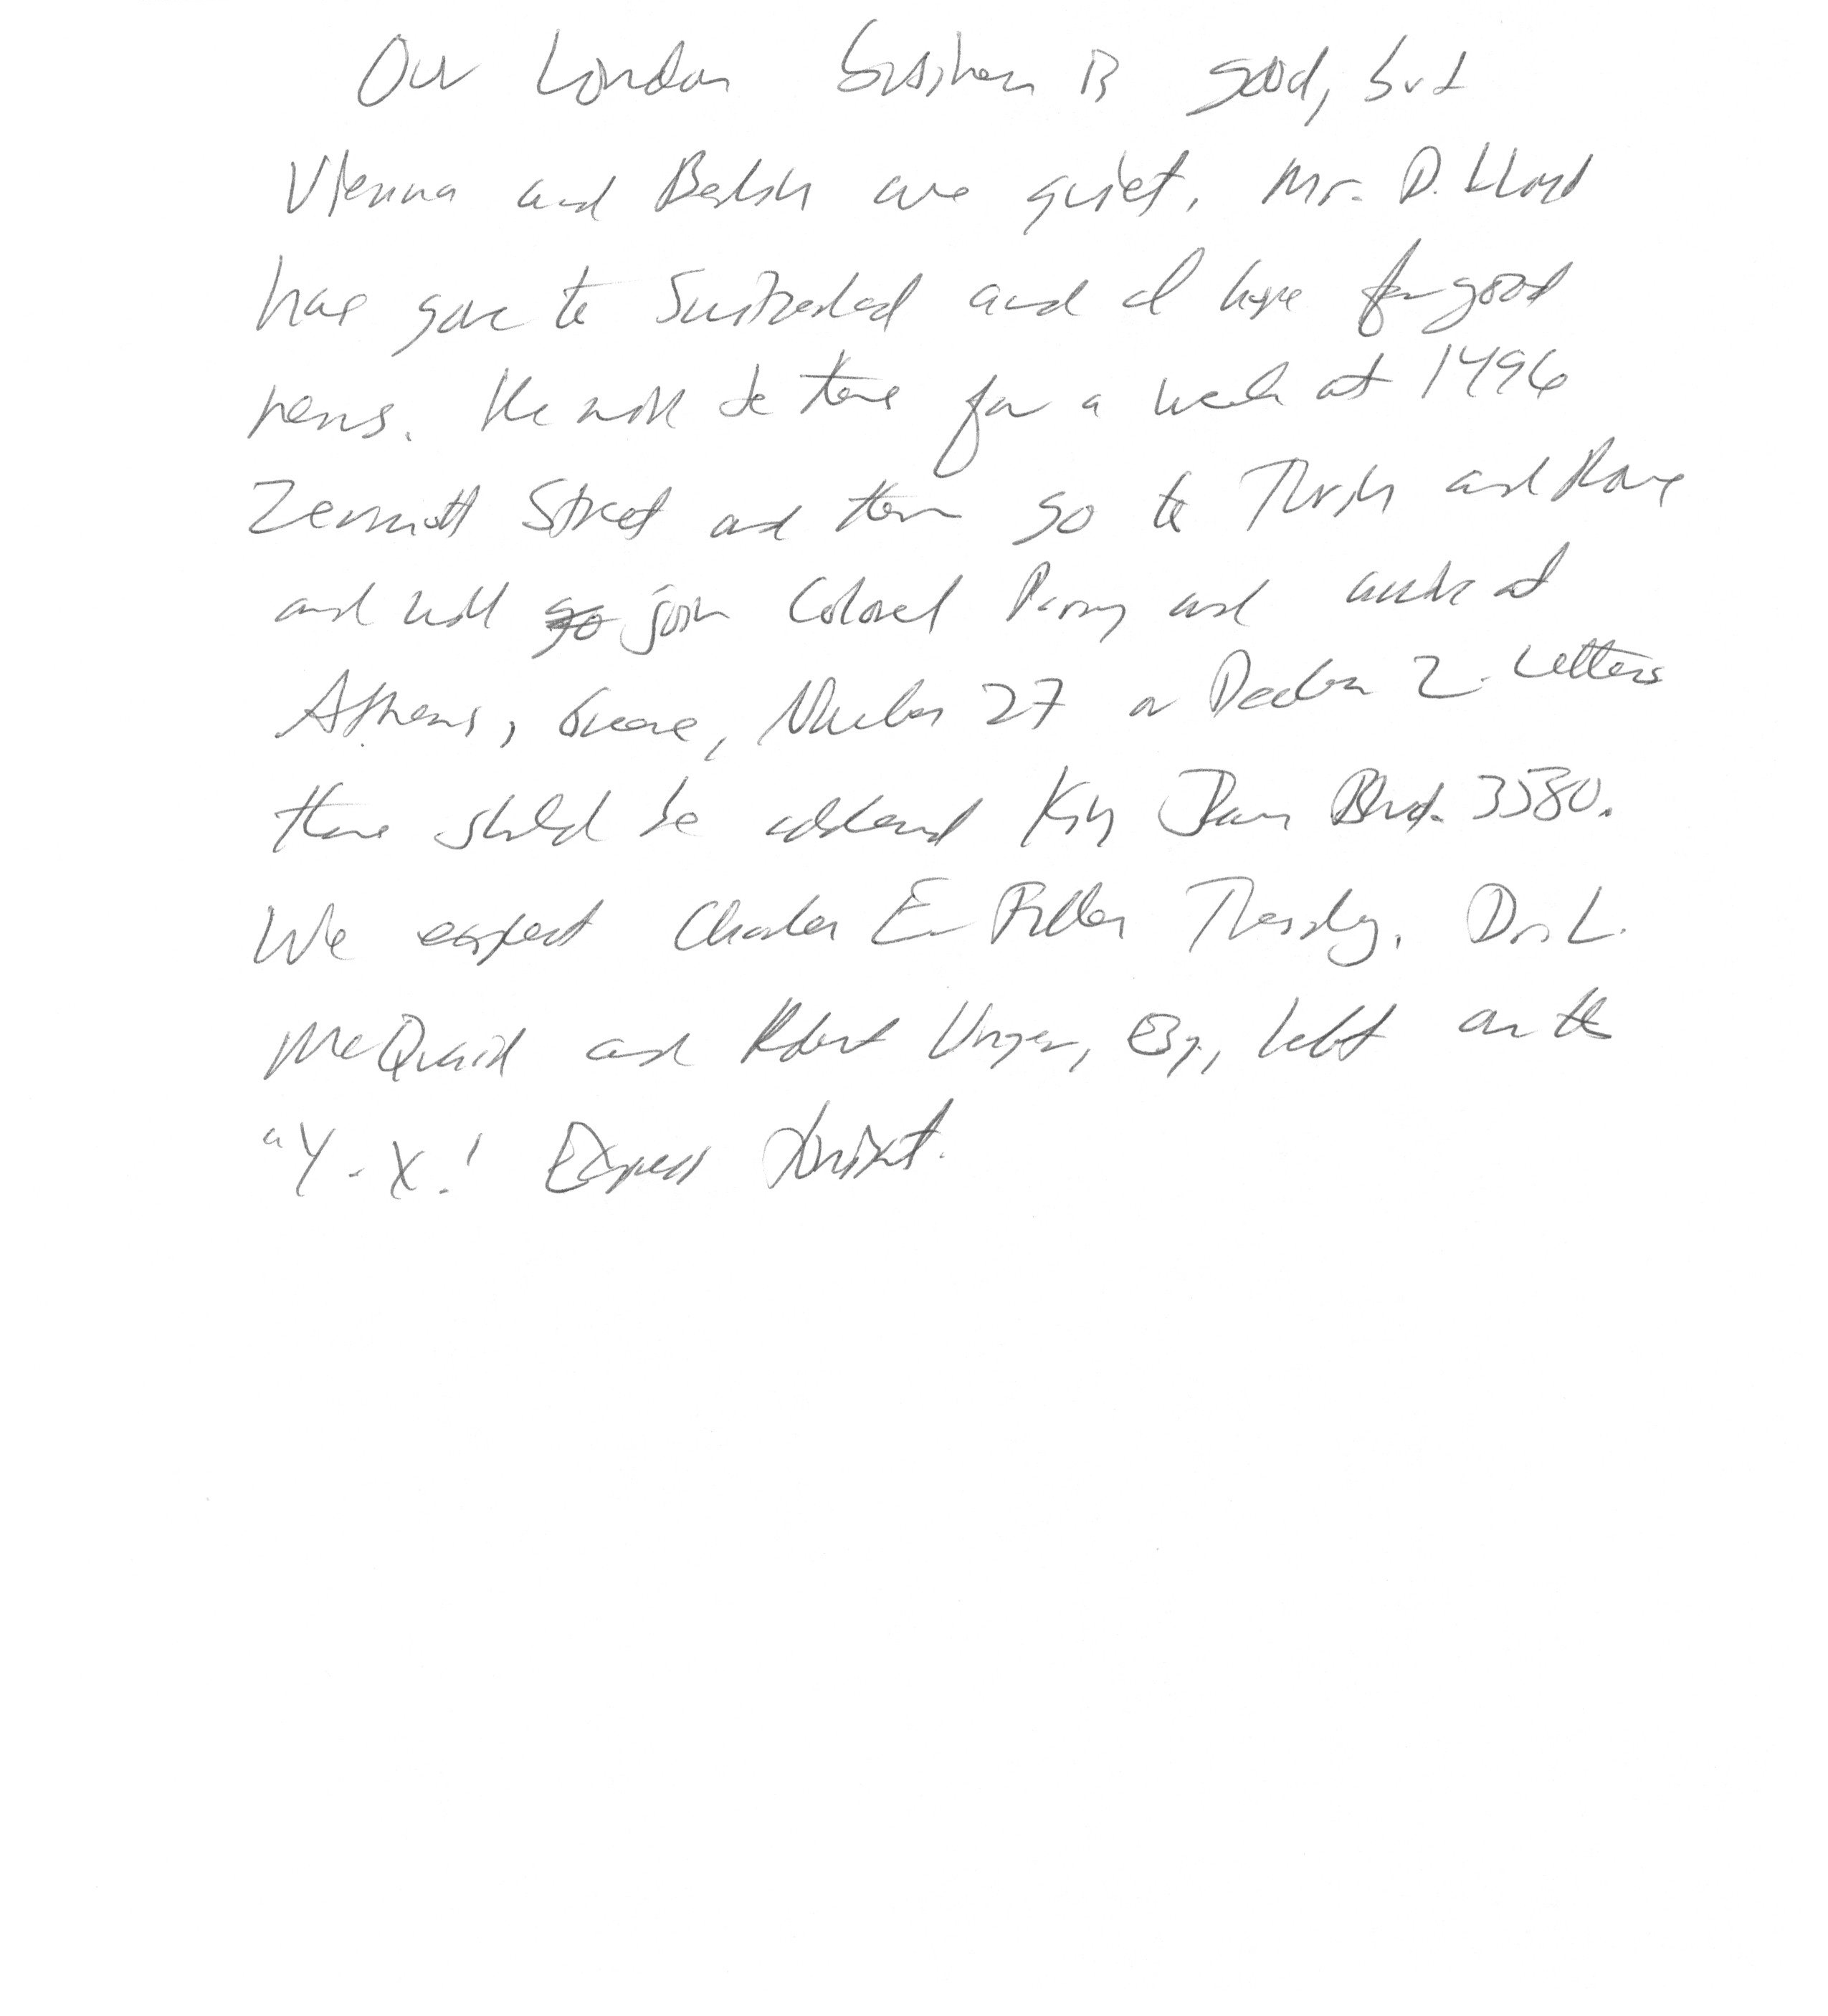 Our London business is good, but
Vienna and Berlin are quiet. Mr. D. Lloyd
has gone to Switzerland and I hope for good
news. He will be there for a week at 1496
Zermott Street and then go to Turin and Rome
and will go join Colonel Parry and arrive at
Athens, Greece, November 27 or December 2. Letters
there should be addressed King James Blvd. 3580.
We expect Charles E. Fuller Tuesday. Dr. L.
McQuaid and Robert Unger, Esq., left on the
"Y. X." Express tonight.